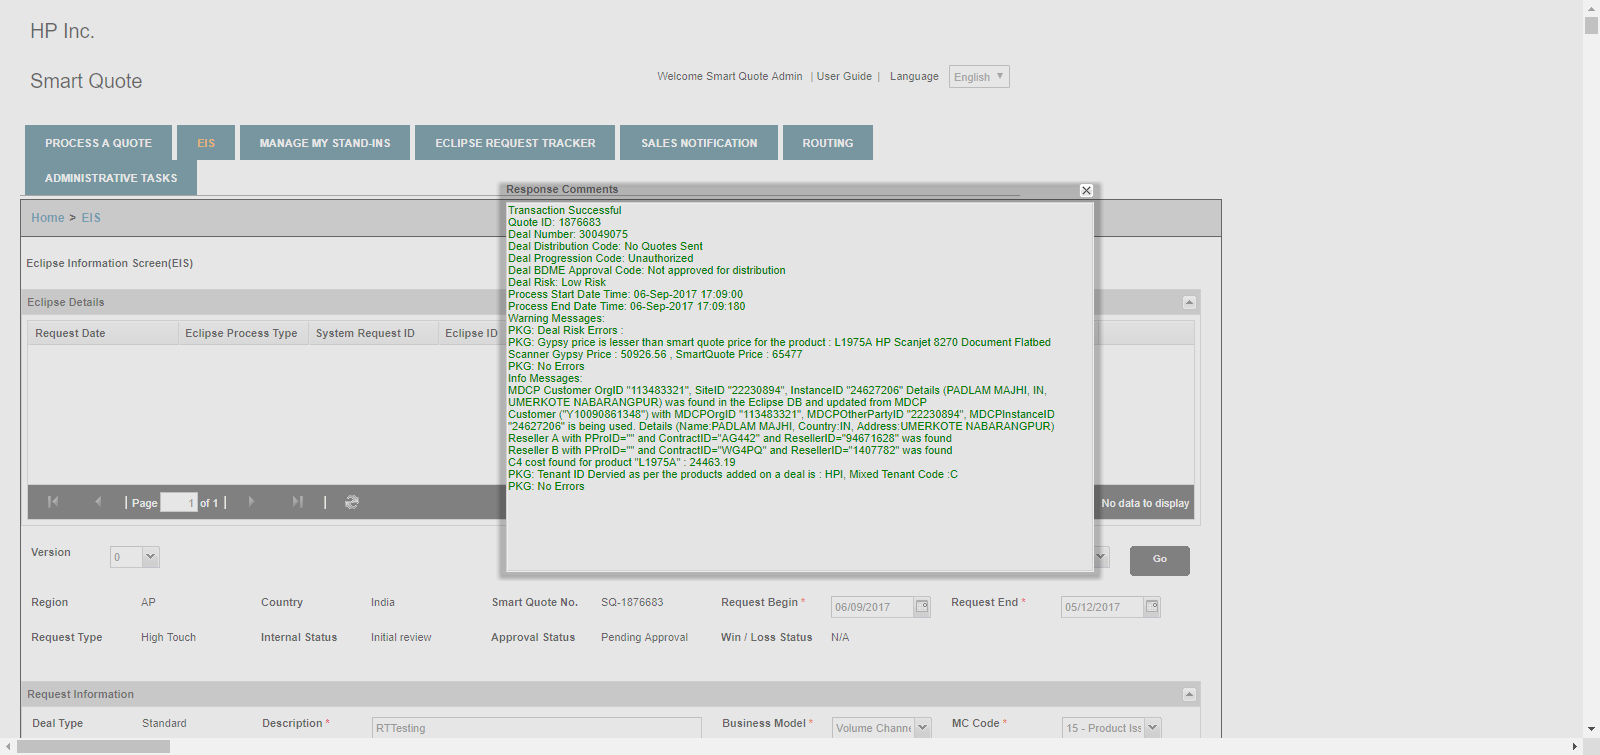 HP Inc.
Smart Quote
Welcome Smart Quote Admin | User Guide | Language English
PROCESS A QUOTE EIS MANAGE MY STAND-INS ECLIPSE REQUEST TRACKER SALES NOTIFICATION ROUTING
ADMINISTRATIVE TASKS
Home > EIS
Eclipse Information Screen(EIS)
Eclipse Details
Request Date Eclipse Process Type System Request ID Eclipse ID
Page 1 of 1
No data to display
Response Comments
Transaction Successful
Quote ID: 1876683
Deal Number: 30049075
Deal Distribution Code: No Quotes Sent
Deal Progression Code: Unauthorized
Deal BDME Approval Code: Not approved for distribution
Deal Risk: Low Risk
Process Start Date Time: 06-Sep-2017 17:09:00
Process End Date Time: 06-Sep-2017 17:09:180
Warning Messages:
PKG: Deal Risk Errors :
PKG: Gypsy price is lesser than smart quote price for the product : L1975A HP Scanjet 8270 Document Flatbed
Scanner Gypsy Price : 50926.56 , SmartQuote Price : 65477
PKG: No Errors
Info Messages:
MDCP Customer OrgID "113483321", SiteID "22230894", InstanceID "24627206" Details (PADLAM MAJHI, IN,
UMERKOTE NABARANGPUR) was found in the Eclipse DB and updated from MDCP
Customer ("Y10090861348") with MDCPOrgID "113483321", MDCPOtherPartyID "22230894", MDCPInstanceID
"24627206" is being used. Details (Name:PADLAM MAJHI, Country:IN, Address:UMERKOTE NABARANGPUR)
Reseller A with PProID="" and ContractID="AG442" and ResellerID="94671628" was found
Reseller B with PProID="" and ContractID="WG4PQ" and ResellerID="1407782" was found
C4 cost found for product "L1975A" : 24463.19
PKG: Tenant ID Dervied as per the products added on a deal is : HPI, Mixed Tenant Code :C
PKG: No Errors
Version 0 Go
Region AP Country India Smart Quote No. SQ-1876683 Request Begin * 06/09/2017 Request End * 05/12/2017
Request Type High Touch Internal Status Initial review Approval Status Pending Approval Win / Loss Status N/A
Request Information
Deal Type Standard Description * RTTesting Business Model * Volume Channe MC Code * 15 - Product Iss